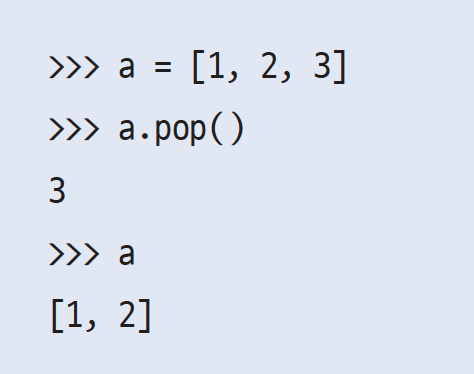 >>> a = [1, 2, 3]
>>> a.pop()
3
>>> a
[1, 2]